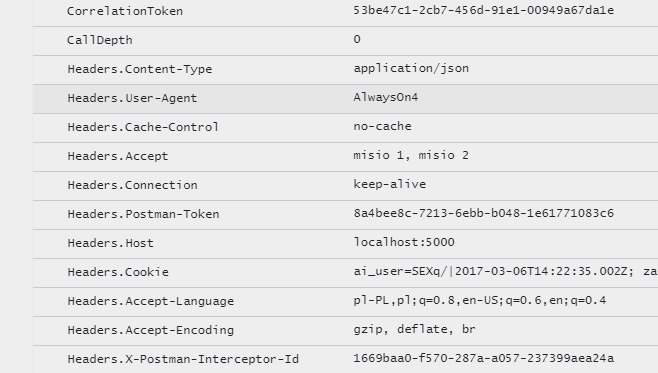 CorrelationToken 53be47c1-2cb7-456d-91e1-00949a67da1e
CallDepth 0
Headers.Content-Type application/json
Headers.User-Agent AlwaysOn4
Headers.Cache-Control no-cache
Headers.Accept misio 1, misio 2
Headers.Connection keep-alive
Headers.Postman-Token 8a4bee8c-7213-6ebb-b048-1e61771083c6
Headers.Host localhost:5000
Headers.Cookie ai_user=SEXq/|2017-03-06T14:22:35.002Z; za
Headers.Accept-Language pl-PL,pl;q=0.8,en-US;q=0.6,en;q=0.4
Headers.Accept-Encoding gzip, deflate, br
Headers.X-Postman-Interceptor-Id 1669baa0-f570-287a-a057-237399aea24a